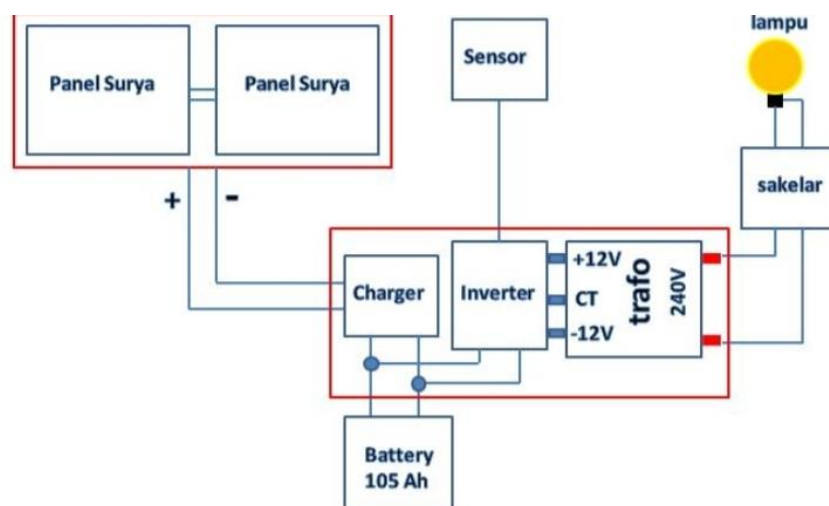 Panel Surya
Panel Surya
Sensor
lampu
sakelar
+
-
Charger
Inverter
+12V
CT
-12V
trafo
240V
Battery
105 Ah